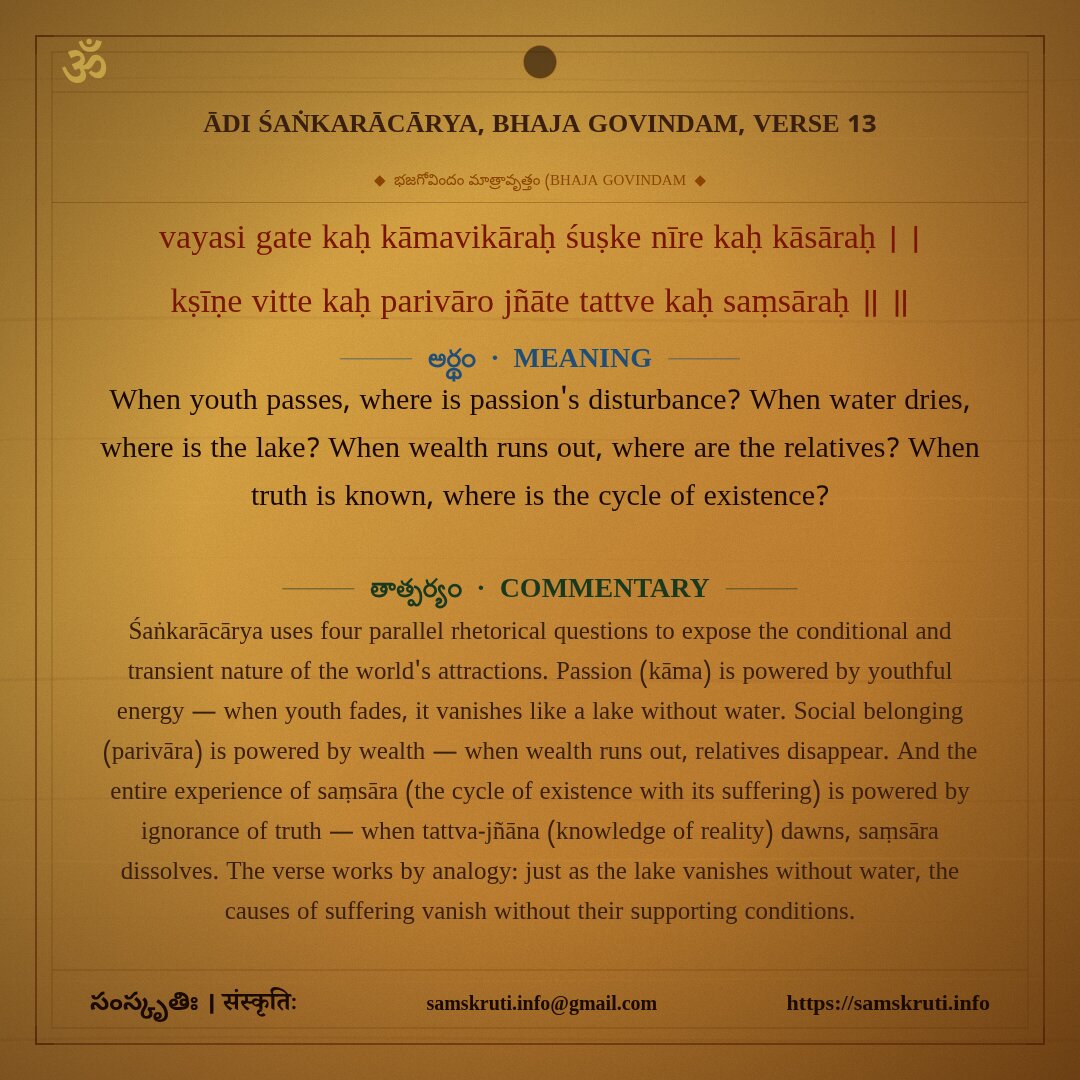 ॐ
ĀDI ŚAṄKARĀCĀRYA, BHAJA GOVINDAM, VERSE 13
◆ భజగోవిందం మాత్రావృత్తం (BHAJA GOVINDAM ◆
vayasi gate kaḥ kāmavikāraḥ śuṣke nīre kaḥ kāsāraḥ | |
kṣīṇe vitte kaḥ parivāro jñāte tattve kaḥ saṃsāraḥ || ||
అర్థం · MEANING
When youth passes, where is passion's disturbance? When water dries,
where is the lake? When wealth runs out, where are the relatives? When
truth is known, where is the cycle of existence?
తాత్పర్యం · COMMENTARY
Śaṅkarācārya uses four parallel rhetorical questions to expose the conditional and
transient nature of the world's attractions. Passion (kāma) is powered by youthful
energy — when youth fades, it vanishes like a lake without water. Social belonging
(parivāra) is powered by wealth — when wealth runs out, relatives disappear. And the
entire experience of saṃsāra (the cycle of existence with its suffering) is powered by
ignorance of truth — when tattva-jñāna (knowledge of reality) dawns, saṃsāra
dissolves. The verse works by analogy: just as the lake vanishes without water, the
causes of suffering vanish without their supporting conditions.
సంస్కృతిః | संस्कृतिः samskruti.info@gmail.com https://samskruti.info